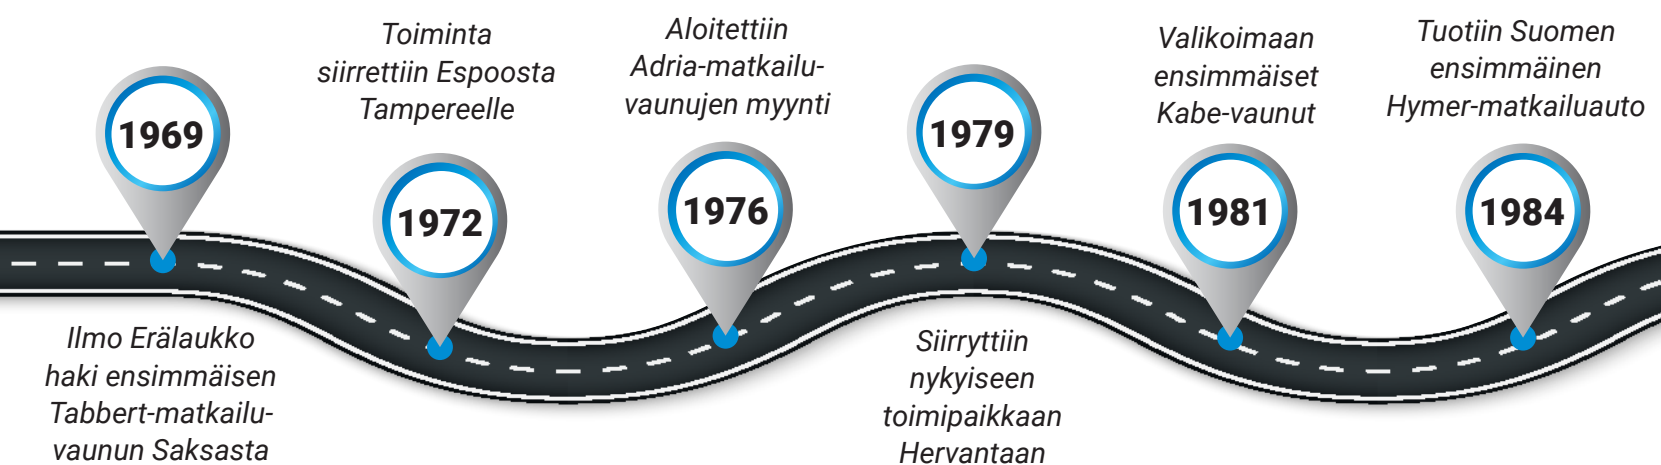 1969
Ilmo Erälaukko
haki ensimmäisen
Tabbert-matkailu-
vaunun Saksasta
Toiminta
siirrettiin Espoosta
Tampereelle
1972
Aloitettiin
Adria-matkailu-
vaunujen myynti
1976
1979
Siirryttiin
nykyiseen
toimipaikkaan
Hervantaan
Valikoimaan
ensimmäiset
Kabe-vaunut
1981
Tuotiin Suomen
ensimmäinen
Hymer-matkailuauto
1984